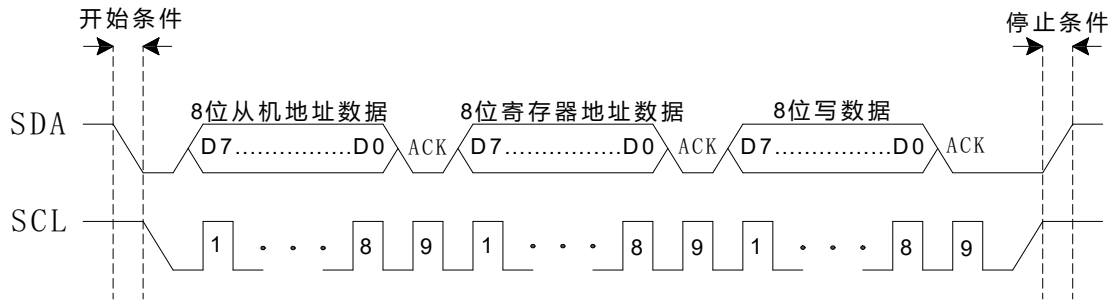 开始条件 停止条件
8位从机地址数据 8位寄存器地址数据 8位写数据
SDA D7................D0 ACK D7................D0 ACK D7................D0 ACK
SCL 1 · · · 8 9 1 · · · 8 9 1 · · · 8 9